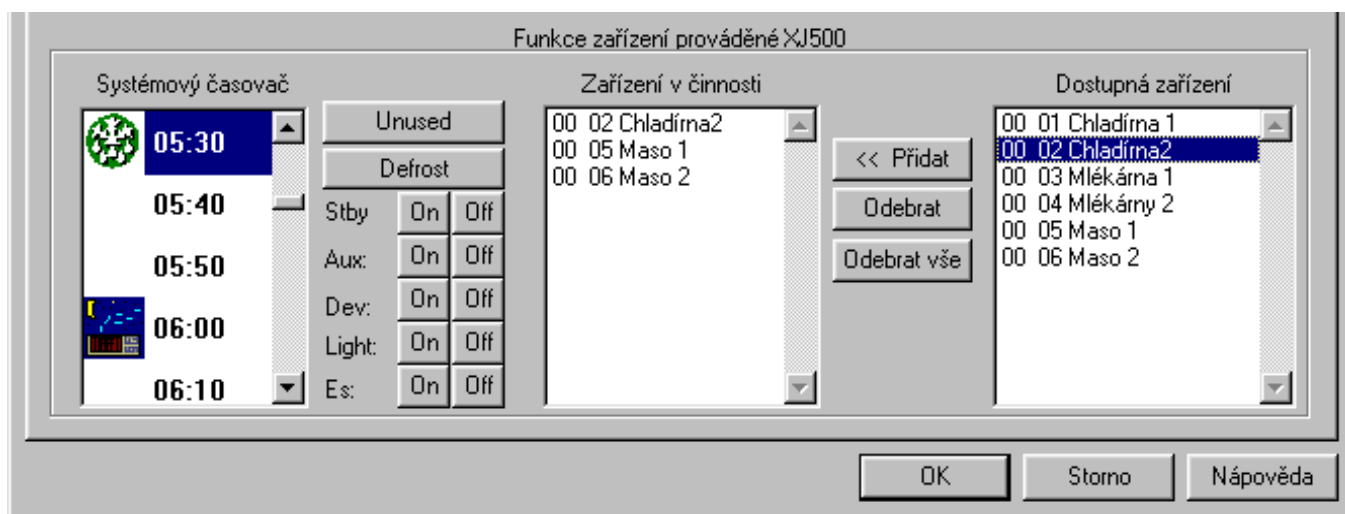 Funkce zařízení prováděné XJ500
Systémový časovač
05:30
05:40
05:50
06:00
06:10
Unused
Defrost
Stby On Off
Aux: On Off
Dev: On Off
Light: On Off
Es: On Off
Zařízení v činnosti
00 02 Chladírna2
00 05 Maso 1
00 06 Maso 2
<< Přidat
Odebrat
Odebrat vše
Dostupná zařízení
00 01 Chladírna 1
00 02 Chladírna2
00 03 Mlékárna 1
00 04 Mlékárny 2
00 05 Maso 1
00 06 Maso 2
OK
Storno
Nápověda